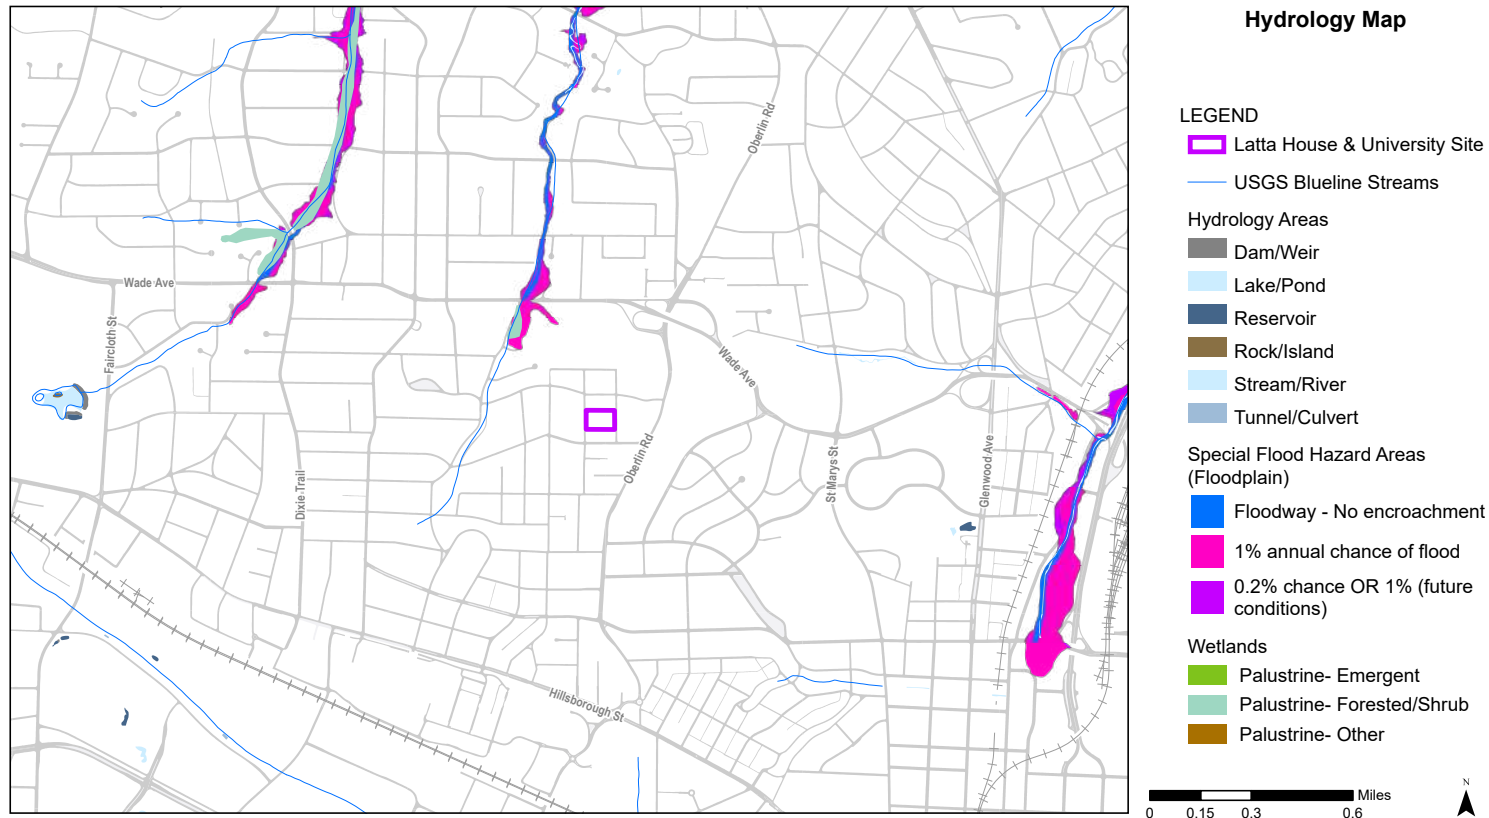 Hydrology Map
LEGEND
Latta House & University Site
USGS Blueline Streams
Hydrology Areas
Dam/Weir
Lake/Pond
Reservoir
Rock/Island
Stream/River
Tunnel/Culvert
Special Flood Hazard Areas
(Floodplain)
Floodway - No encroachment
1% annual chance of flood
0.2% chance OR 1% (future
conditions)
Wetlands
Palustrine- Emergent
Palustrine- Forested/Shrub
Palustrine- Other
Miles
0 0.15 0.3 0.6
N
Oberlin Rd
Wade Ave
Faircloth St
Wade Ave
Oberlin Rd
St Marys St
Glenwood Ave
Dixie Trail
Hillsborough St